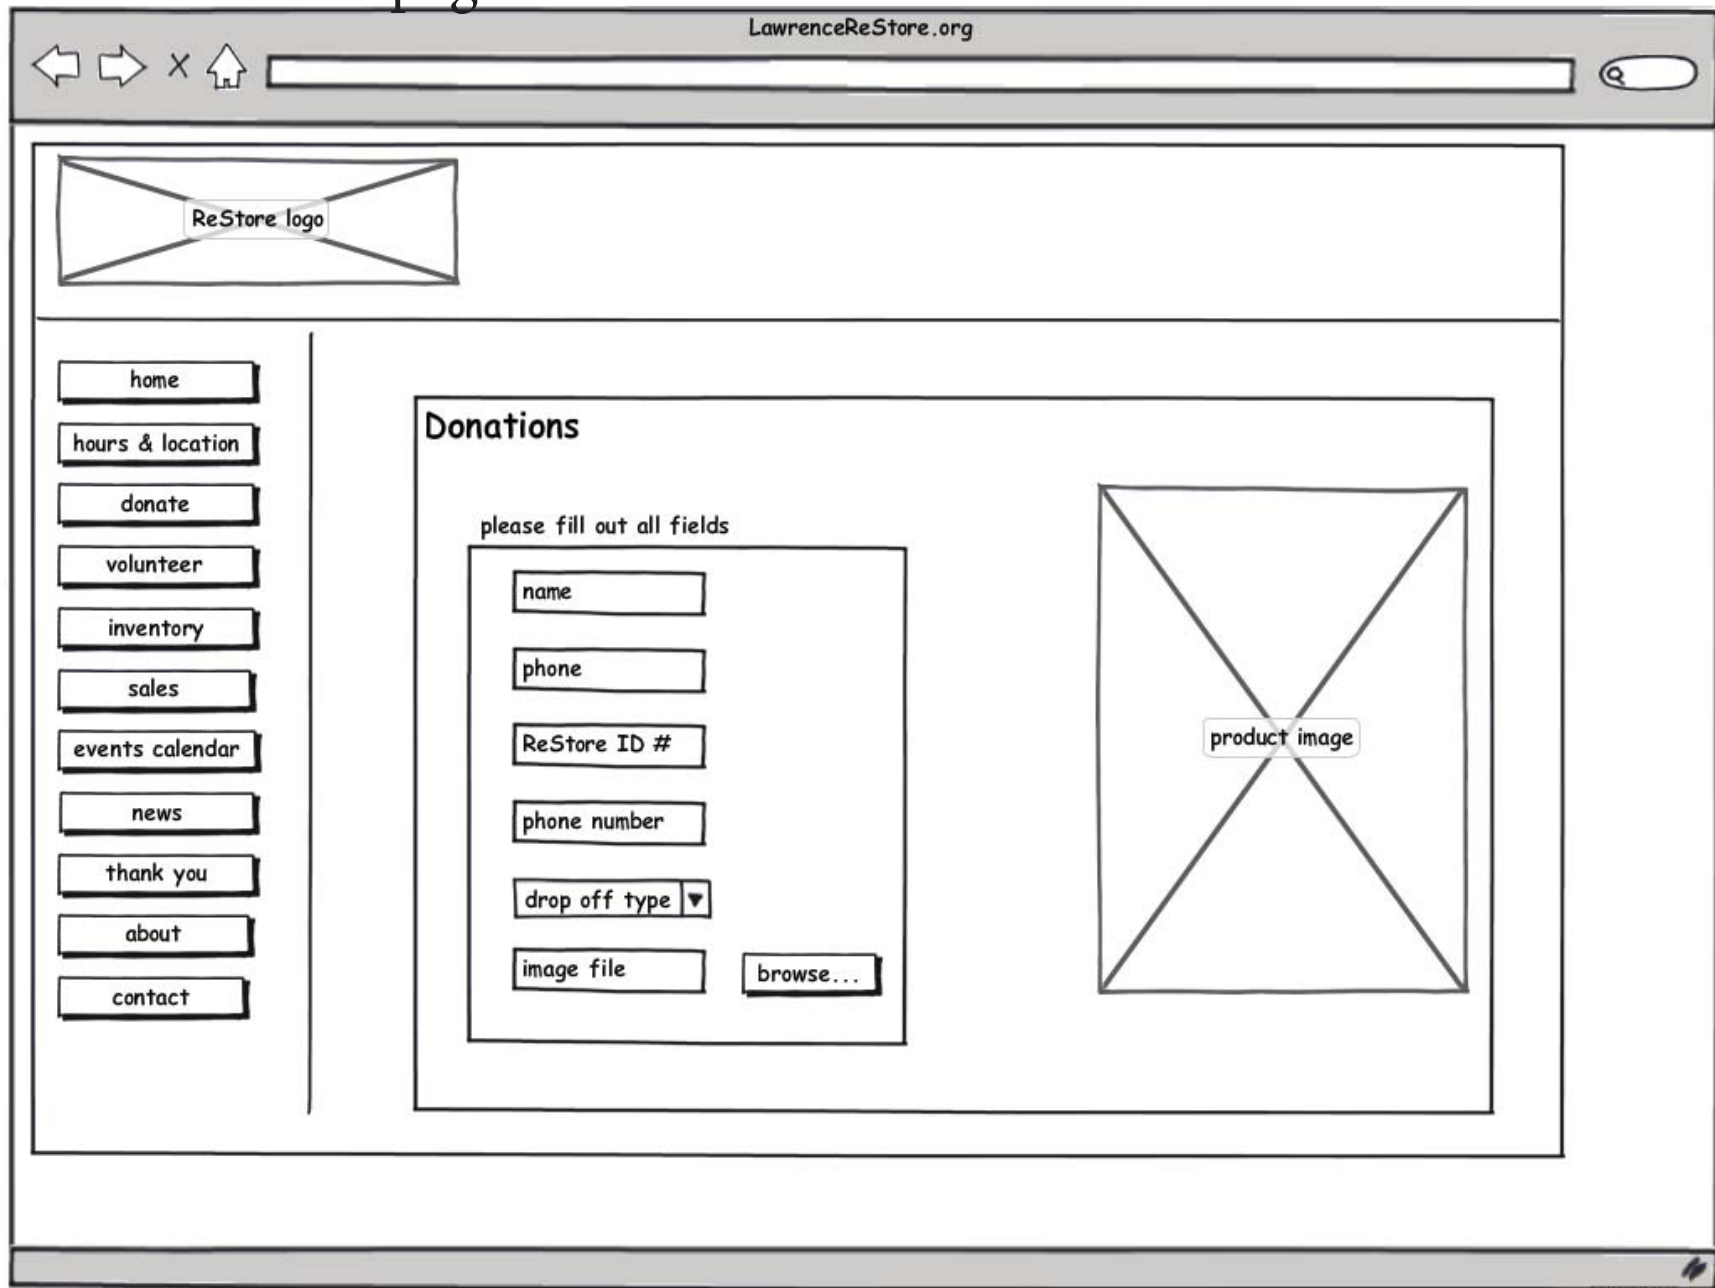 LawrenceReStore.org
ReStore logo
home
hours & location
donate
volunteer
inventory
sales
events calendar
news
thank you
about
contact
Donations
please fill out all fields
name
phone
ReStore ID #
phone number
drop off type
image file
browse...
product image